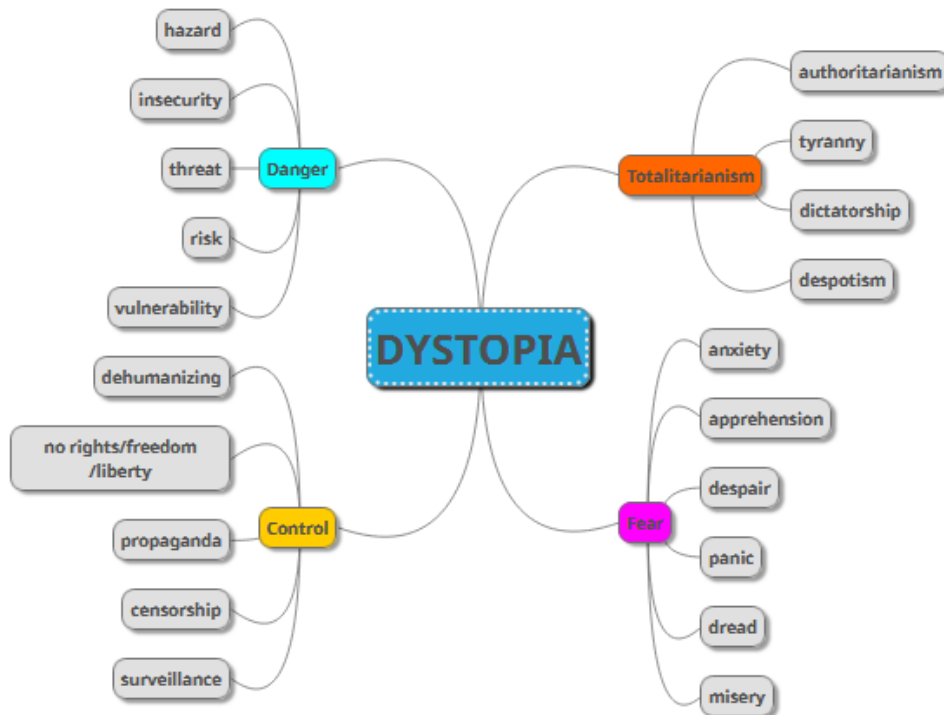 hazard
insecurity
threat
risk
vulnerability
Danger
dehumanizing
no rights/freedom
/liberty
propaganda
censorship
surveillance
Control
DYSTOPIA
Totalitarianism
authoritarianism
tyranny
dictatorship
despotism
Fear
anxiety
apprehension
despair
panic
dread
misery